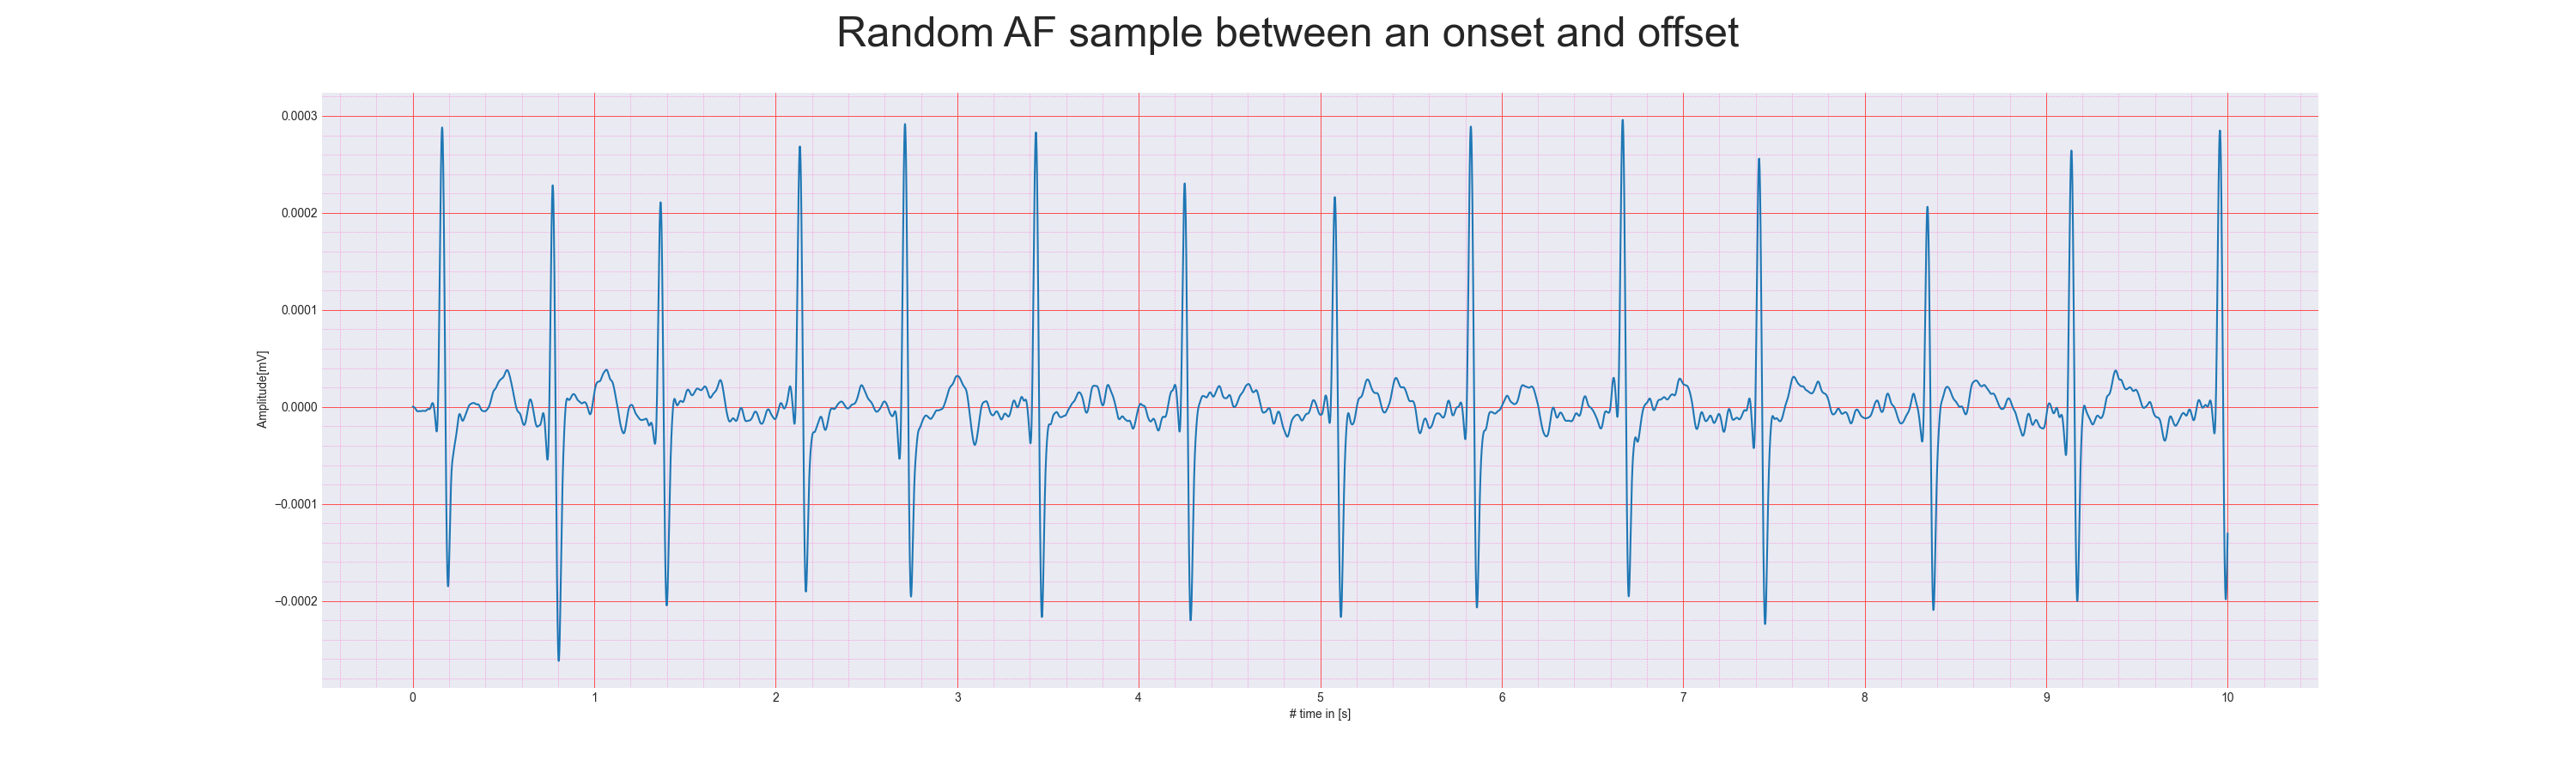 Random AF sample between an onset and offset
0.0003
0.0002
0.0001
0.0000
−0.0001
−0.0002
Amplitude[mV]
0 1 2 3 4 5 6 7 8 9 10
# time in [s]